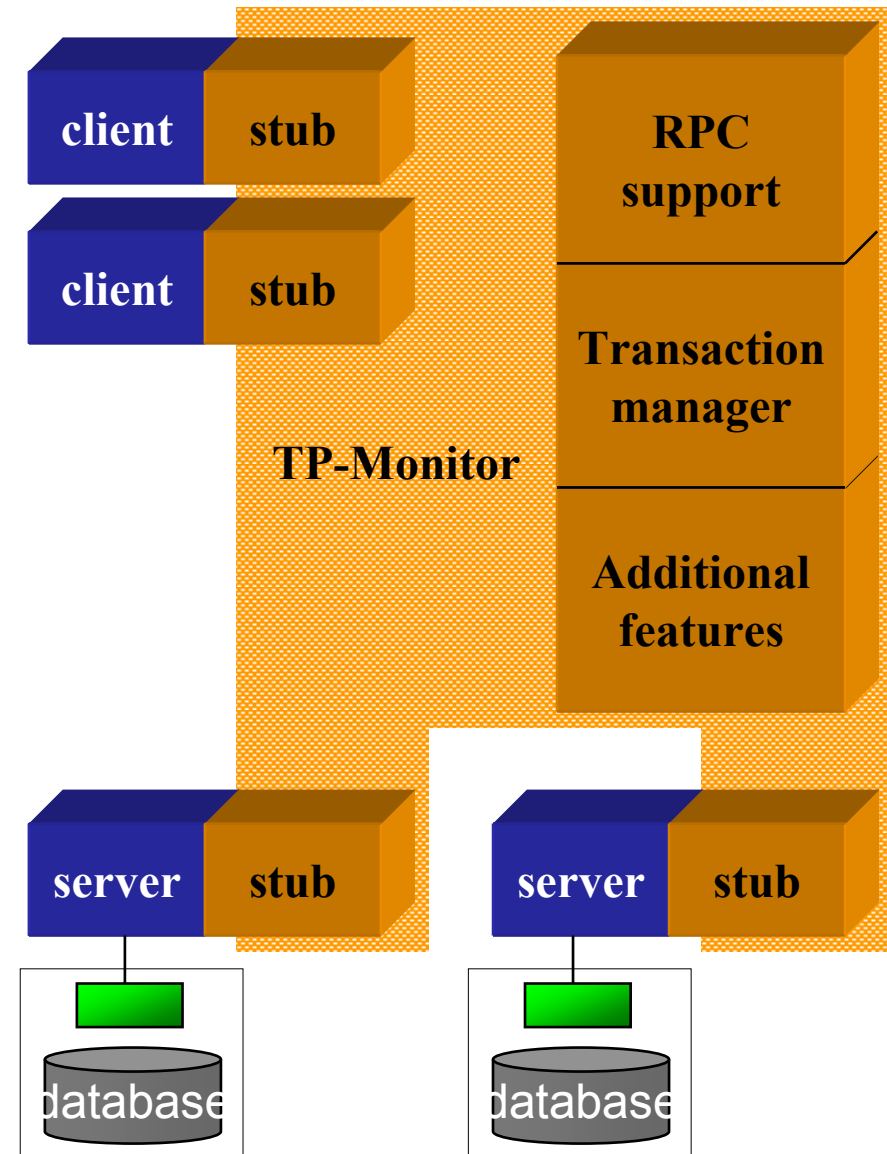 client stub
client stub
RPC
support
Transaction
manager
TP-Monitor
Additional
features
server stub
server stub
database
database